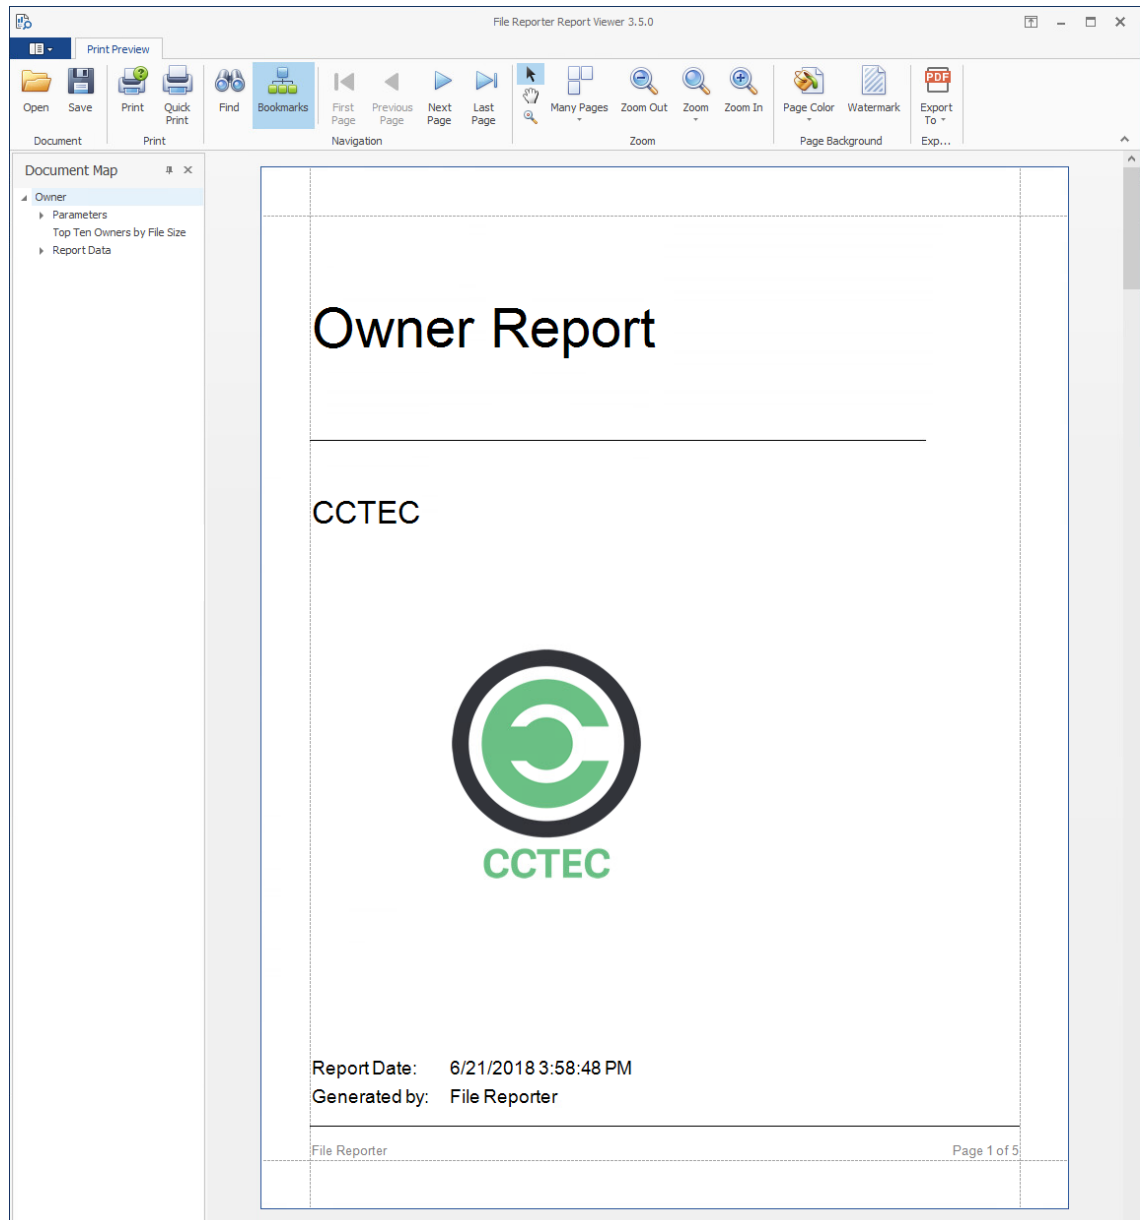 File Reporter Report Viewer 3.5.0
Print Preview
Open Save Print Quick Print Find Bookmarks First Page Previous Page Next Page Last Page Many Pages Zoom Out Zoom Zoom In Page Color Watermark PDF Export To
Document Print Navigation Zoom Page Background Exp...
Document Map
Owner
Parameters
Top Ten Owners by File Size
Report Data
Owner Report
CCTEC
CCTEC
Report Date: 6/21/2018 3:58:48 PM
Generated by: File Reporter
File Reporter Page 1 of 5